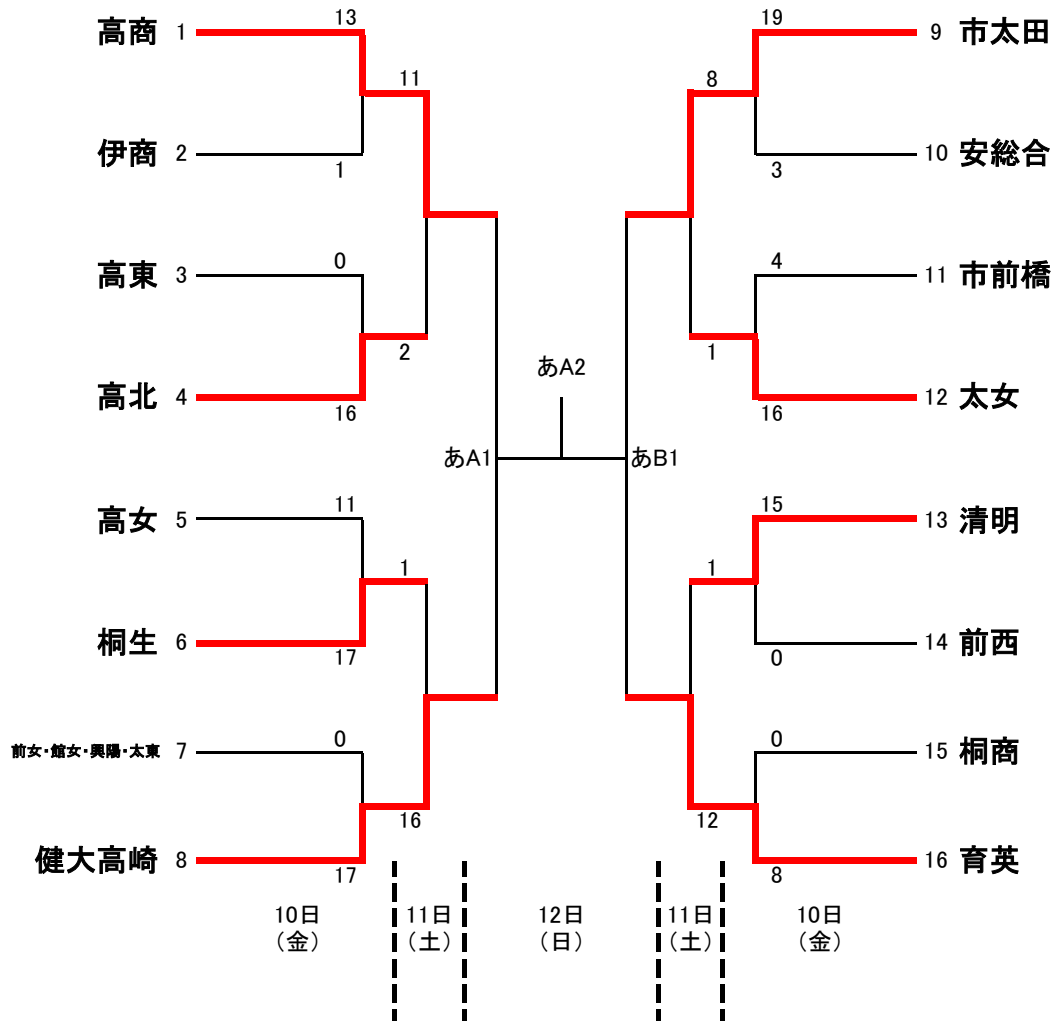 13
高商 1
11
伊商 2
1
高東 3
0
2
高北 4
16
高女 5
11
1
桐生 6
17
前女・館女・興陽・太東 7
0
16
健大高崎 8
17
あA1
あA2
あB1
19
9 市太田
8
10 安総合
3
4
11 市前橋
1
12 太女
16
15
13 清明
1
14 前西
0
0
15 桐商
12
16 育英
8
10日
(金)
11日
(土)
12日
(日)
11日
(土)
10日
(金)